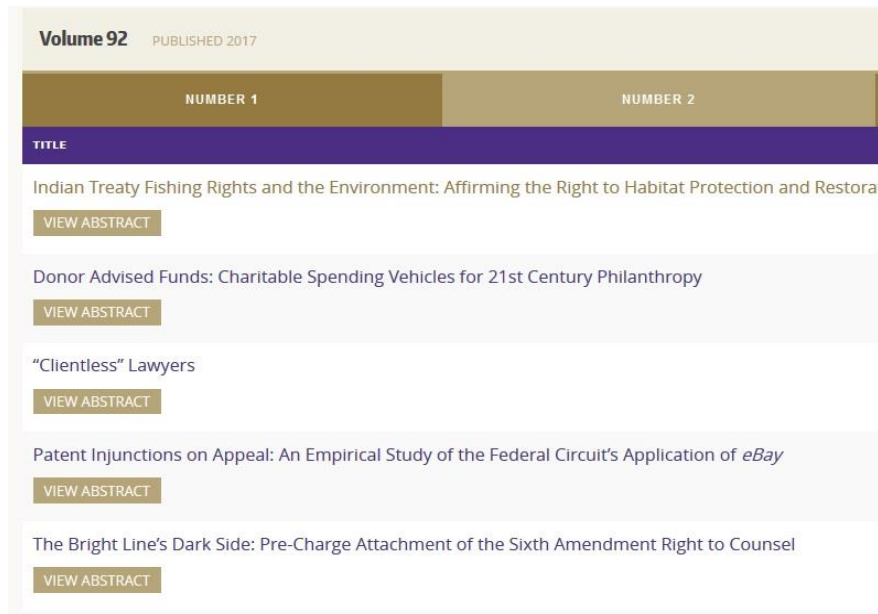 Volume 92 PUBLISHED 2017
NUMBER 1 NUMBER 2
TITLE
Indian Treaty Fishing Rights and the Environment: Affirming the Right to Habitat Protection and Restora
VIEW ABSTRACT
Donor Advised Funds: Charitable Spending Vehicles for 21st Century Philanthropy
VIEW ABSTRACT
“Clientless” Lawyers
VIEW ABSTRACT
Patent Injunctions on Appeal: An Empirical Study of the Federal Circuit’s Application of eBay
VIEW ABSTRACT
The Bright Line’s Dark Side: Pre-Charge Attachment of the Sixth Amendment Right to Counsel
VIEW ABSTRACT